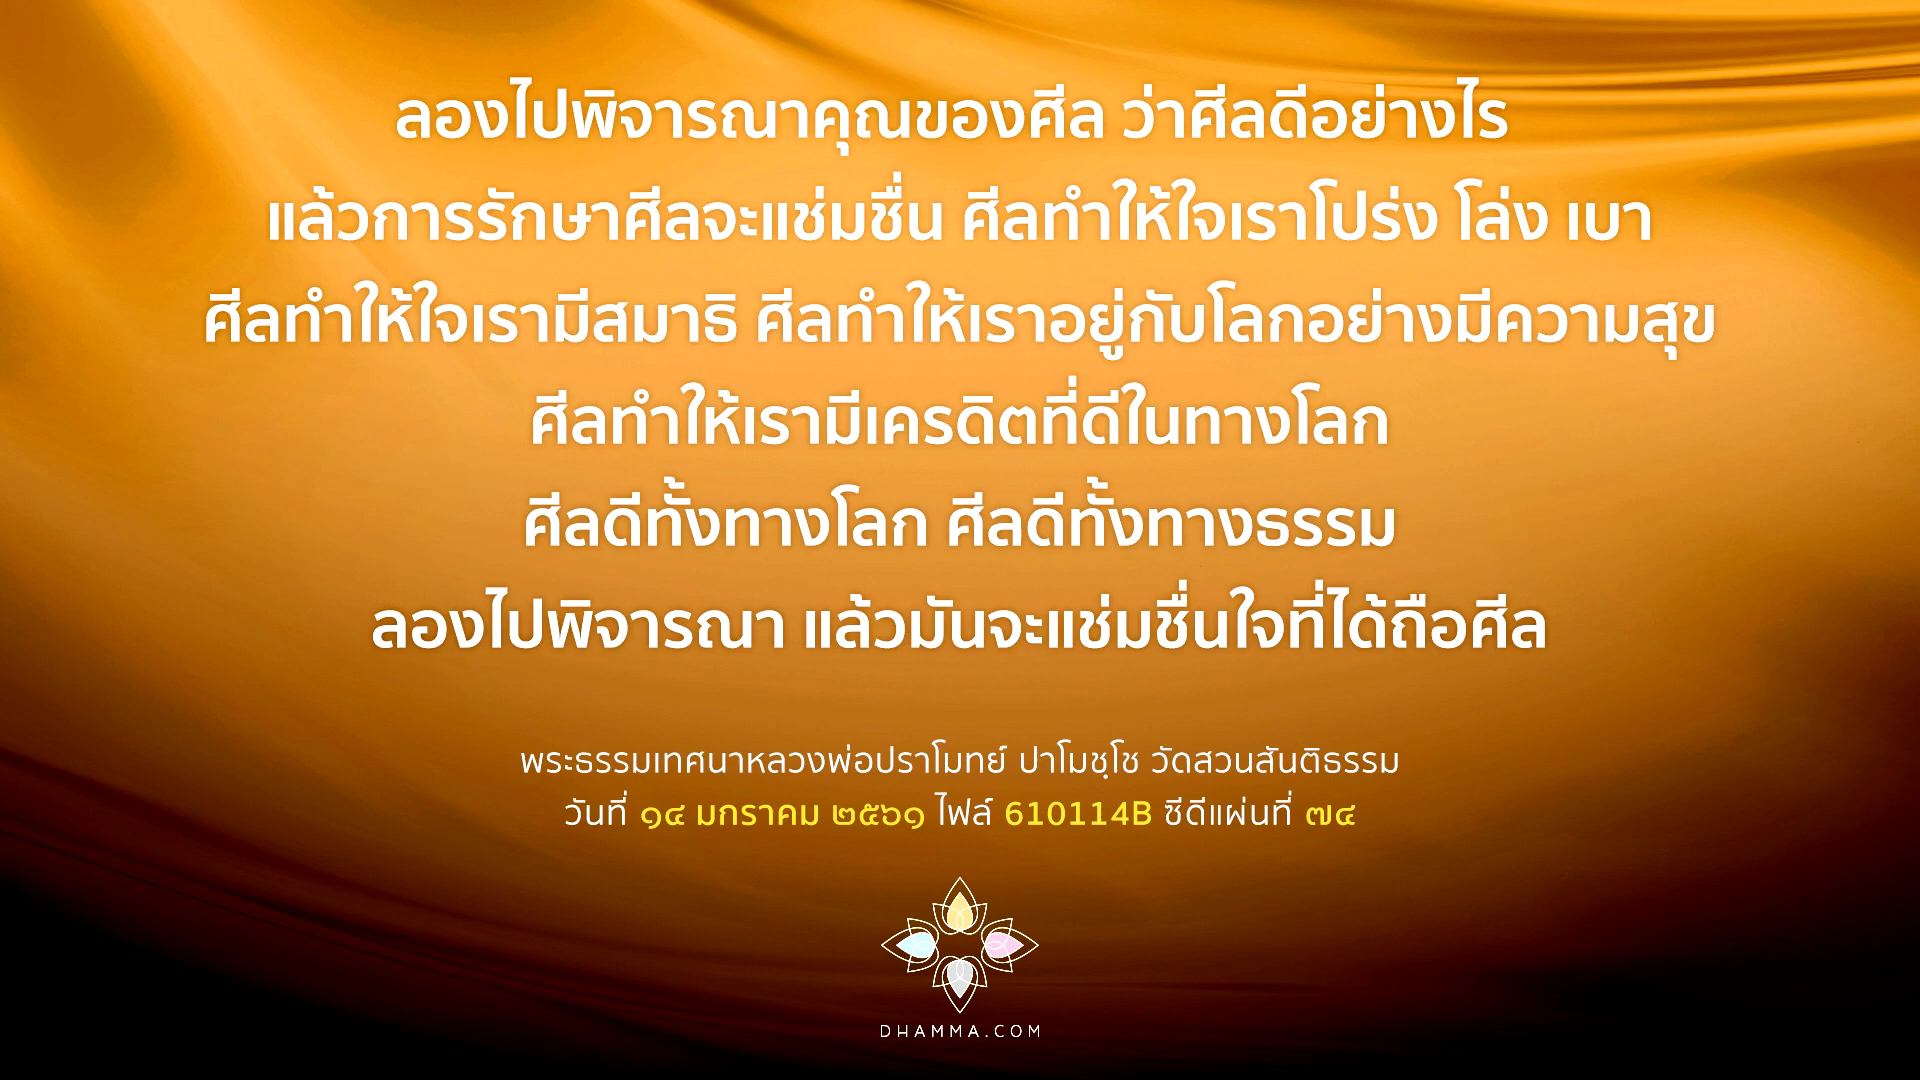 ลองไปพิจารณาคุณของศีล ว่าศีลดีอย่างไร
แล้วการรักษาศีลจะแช่มชื่น ศีลทำให้ใจเราโปร่ง โล่ง เบา
ศีลทำให้ใจเรามีสมาธิ ศีลทำให้เราอยู่กับโลกอย่างมีความสุข
ศีลทำให้เรามีเครดิตที่ดีในทางโลก
ศีลดีทั้งทางโลก ศีลดีทั้งทางธรรม
ลองไปพิจารณา แล้วมันจะแช่มชื่นใจที่ได้ถือศีล
พระธรรมเทศนาหลวงพ่อปราโมทย์ ปาโมชฺโช วัดสวนสันติธรรม
วันที่ ๑๔ มกราคม ๒๕๖๑ ไฟล์ 610114B ซีดีแผ่นที่ ๗๔
DHAMMA.COM